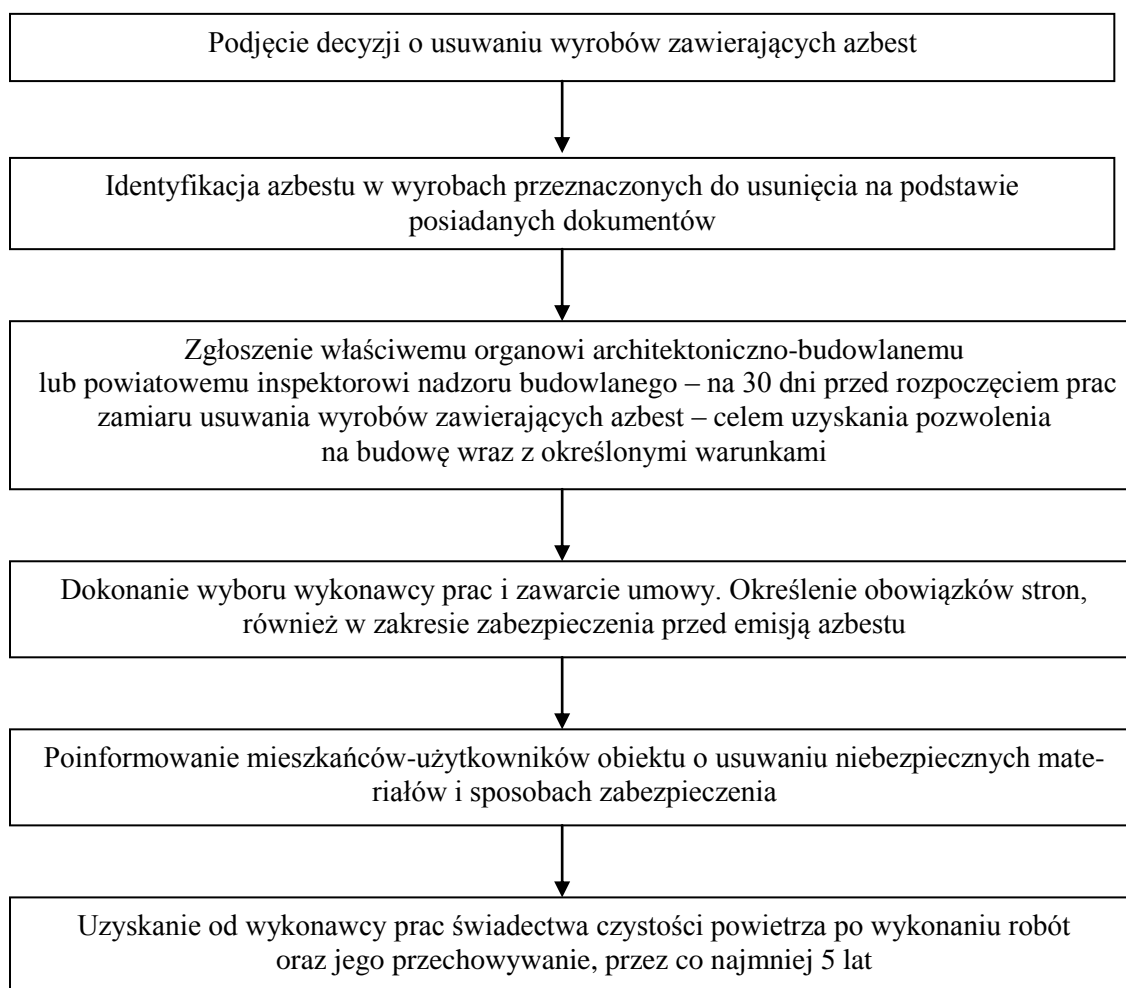 Podjęcie decyzji o usuwaniu wyrobów zawierających azbest
Identyfikacja azbestu w wyrobach przeznaczonych do usunięcia na podstawie
posiadanych dokumentów
Zgłoszenie właściwemu organowi architektoniczno-budowlanemu
lub powiatowemu inspektorowi nadzoru budowlanego – na 30 dni przed rozpoczęciem prac
zamiaru usuwania wyrobów zawierających azbest – celem uzyskania pozwolenia
na budowę wraz z określonymi warunkami
Dokonanie wyboru wykonawcy prac i zawarcie umowy. Określenie obowiązków stron,
również w zakresie zabezpieczenia przed emisją azbestu
Poinformowanie mieszkańców-użytkowników obiektu o usuwaniu niebezpiecznych mate-
riałów i sposobach zabezpieczenia
Uzyskanie od wykonawcy prac świadectwa czystości powietrza po wykonaniu robót
oraz jego przechowywanie, przez co najmniej 5 lat